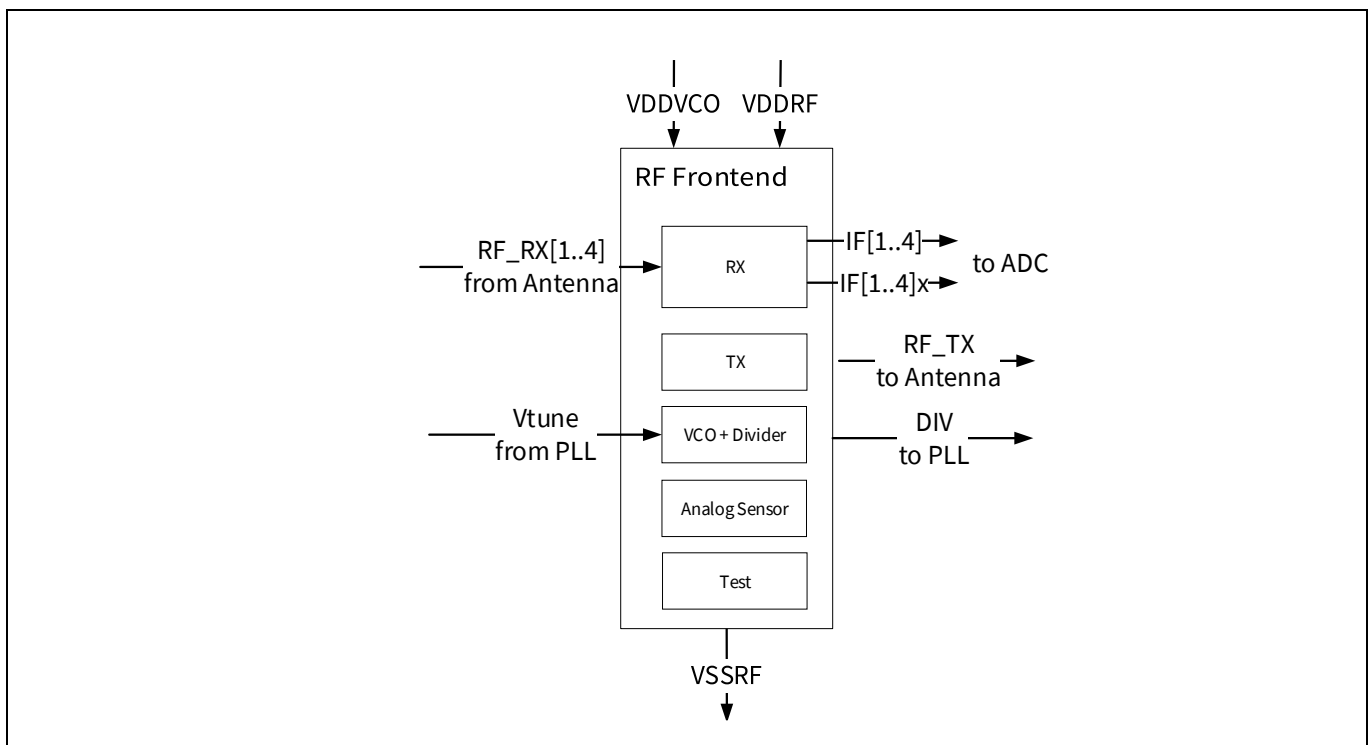 VDDVCO VDDRF
RF Frontend
RF_RX[1..4]
from Antenna
RX
IF[1..4]
IF[1..4]x
to ADC
TX
RF_TX
to Antenna
Vtune
from PLL
VCO + Divider
DIV
to PLL
Analog Sensor
Test
VSSRF